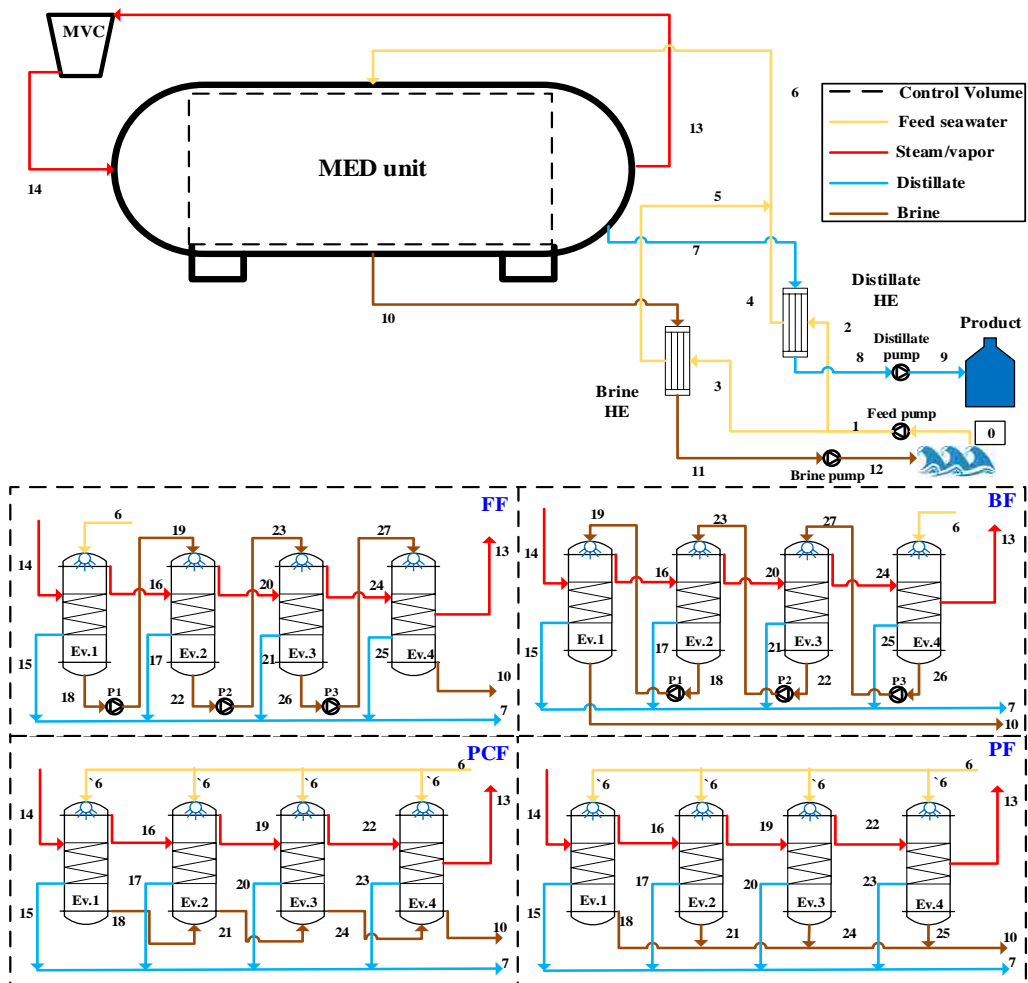 MVC
6
Control Volume
Feed seawater
Steam/vapor
Distillate
Brine
13
MED unit
14
5
7
10
4
Distillate
HE
2
Product
Distillate
pump
8
9
3
Brine
HE
1
Feed pump
0
11
Brine pump
12
FF
6
19
23
27
14
16
20
24
13
15
17
21
25
Ev.1
Ev.2
Ev.3
Ev.4
18
P1
22
P2
26
P3
10
7
BF
19
23
27
6
14
16
20
24
13
15
17
21
25
Ev.1
Ev.2
Ev.3
Ev.4
P1
18
P2
22
P3
26
7
10
PCF
6
`6
`6
`6
`6
14
16
19
22
13
15
17
20
23
Ev.1
Ev.2
Ev.3
Ev.4
18
21
24
10
7
PF
6
`6
`6
`6
`6
14
16
19
22
13
15
17
20
23
Ev.1
Ev.2
Ev.3
Ev.4
18
21
24
25
10
7